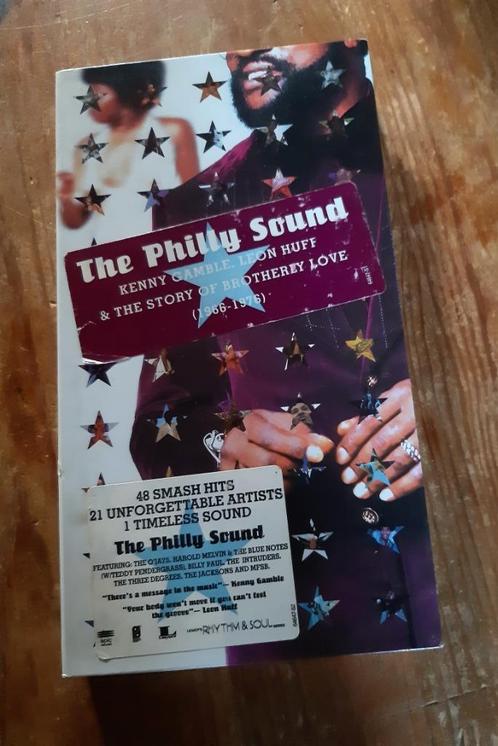 The Philly Sound
KENNY GAMBLE, LEON HUFF
& THE STORY OF BROTHERLY LOVE
(1966-1976)
48 SMASH HITS
21 UNFORGETTABLE ARTISTS
1 TIMELESS SOUND
The Philly Sound
FEATURING: THE O'JAYS, HAROLD MELVIN & THE BLUE NOTES
(W/TEDDY PENDERGRASS), BILLY PAUL, THE INTRUDERS,
THE THREE DEGREES, THE JACKSONS AND MFSB.
"There's a message in the music" — Kenny Gamble
"Your body won't move if you can't feel
the groove" — Leon Huff
LEGACY'S RHYTHM & SOUL SERIES